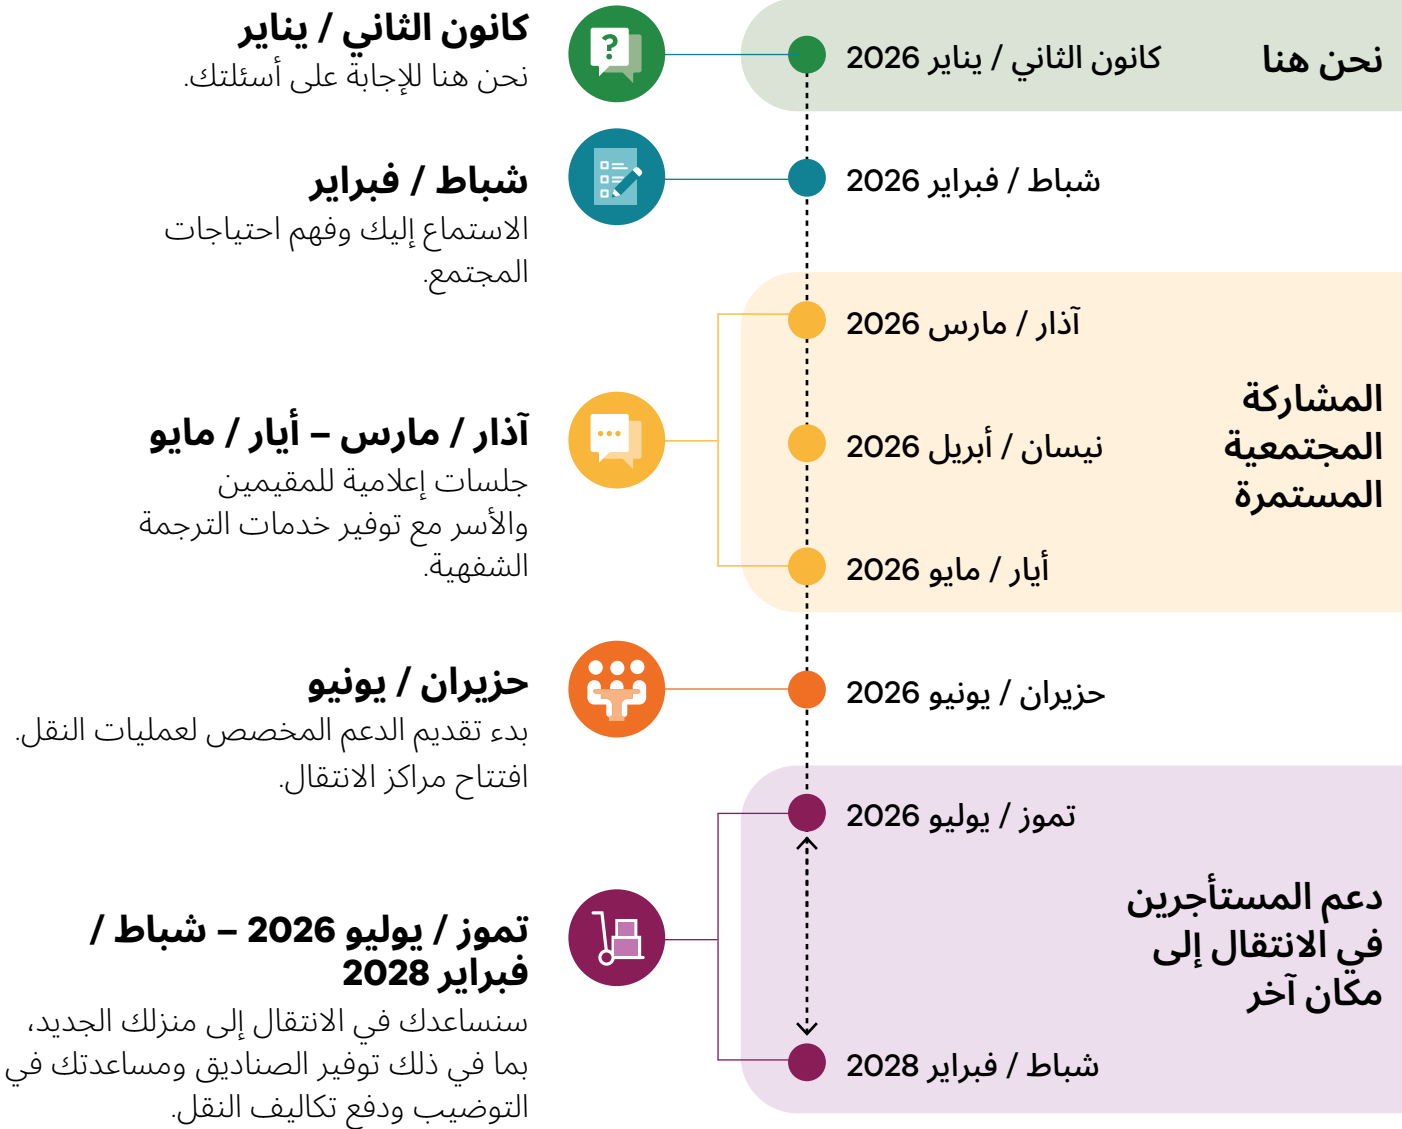 نحن هنا
كانون الثاني / يناير 2026
كانون الثاني / يناير
نحن هنا للإجابة على أسئلتك.
شباط / فبراير 2026
شباط / فبراير
الاستماع إليك وفهم احتياجات
المجتمع.
المشاركة
المجتمعية
المستمرة
آذار / مارس 2026
نيسان / أبريل 2026
أيار / مايو 2026
آذار / مارس – أيار / مايو
جلسات إعلامية للمقيمين
والأسر مع توفير خدمات الترجمة
الشفهية.
حزيران / يونيو 2026
حزيران / يونيو
بدء تقديم الدعم المخصص لعمليات النقل.
افتتاح مراكز الانتقال.
تموز / يوليو 2026
دعم المستأجرين
في الانتقال إلى
مكان آخر
شباط / فبراير 2028
تموز / يوليو 2026 – شباط /
فبراير 2028
سنساعدك في الانتقال إلى منزلك الجديد،
بما في ذلك توفير الصناديق ومساعدتك في
التوضيب ودفع تكاليف النقل.